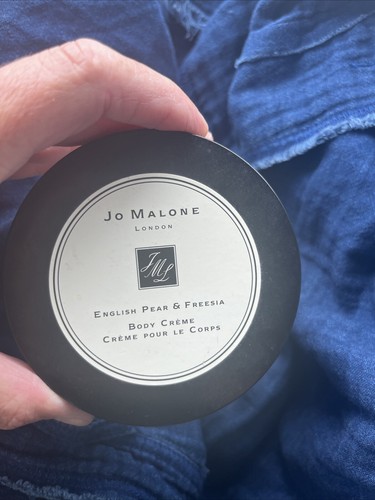 Jo Malone
London
JML
English Pear & Freesia
Body Crème
Crème pour le Corps